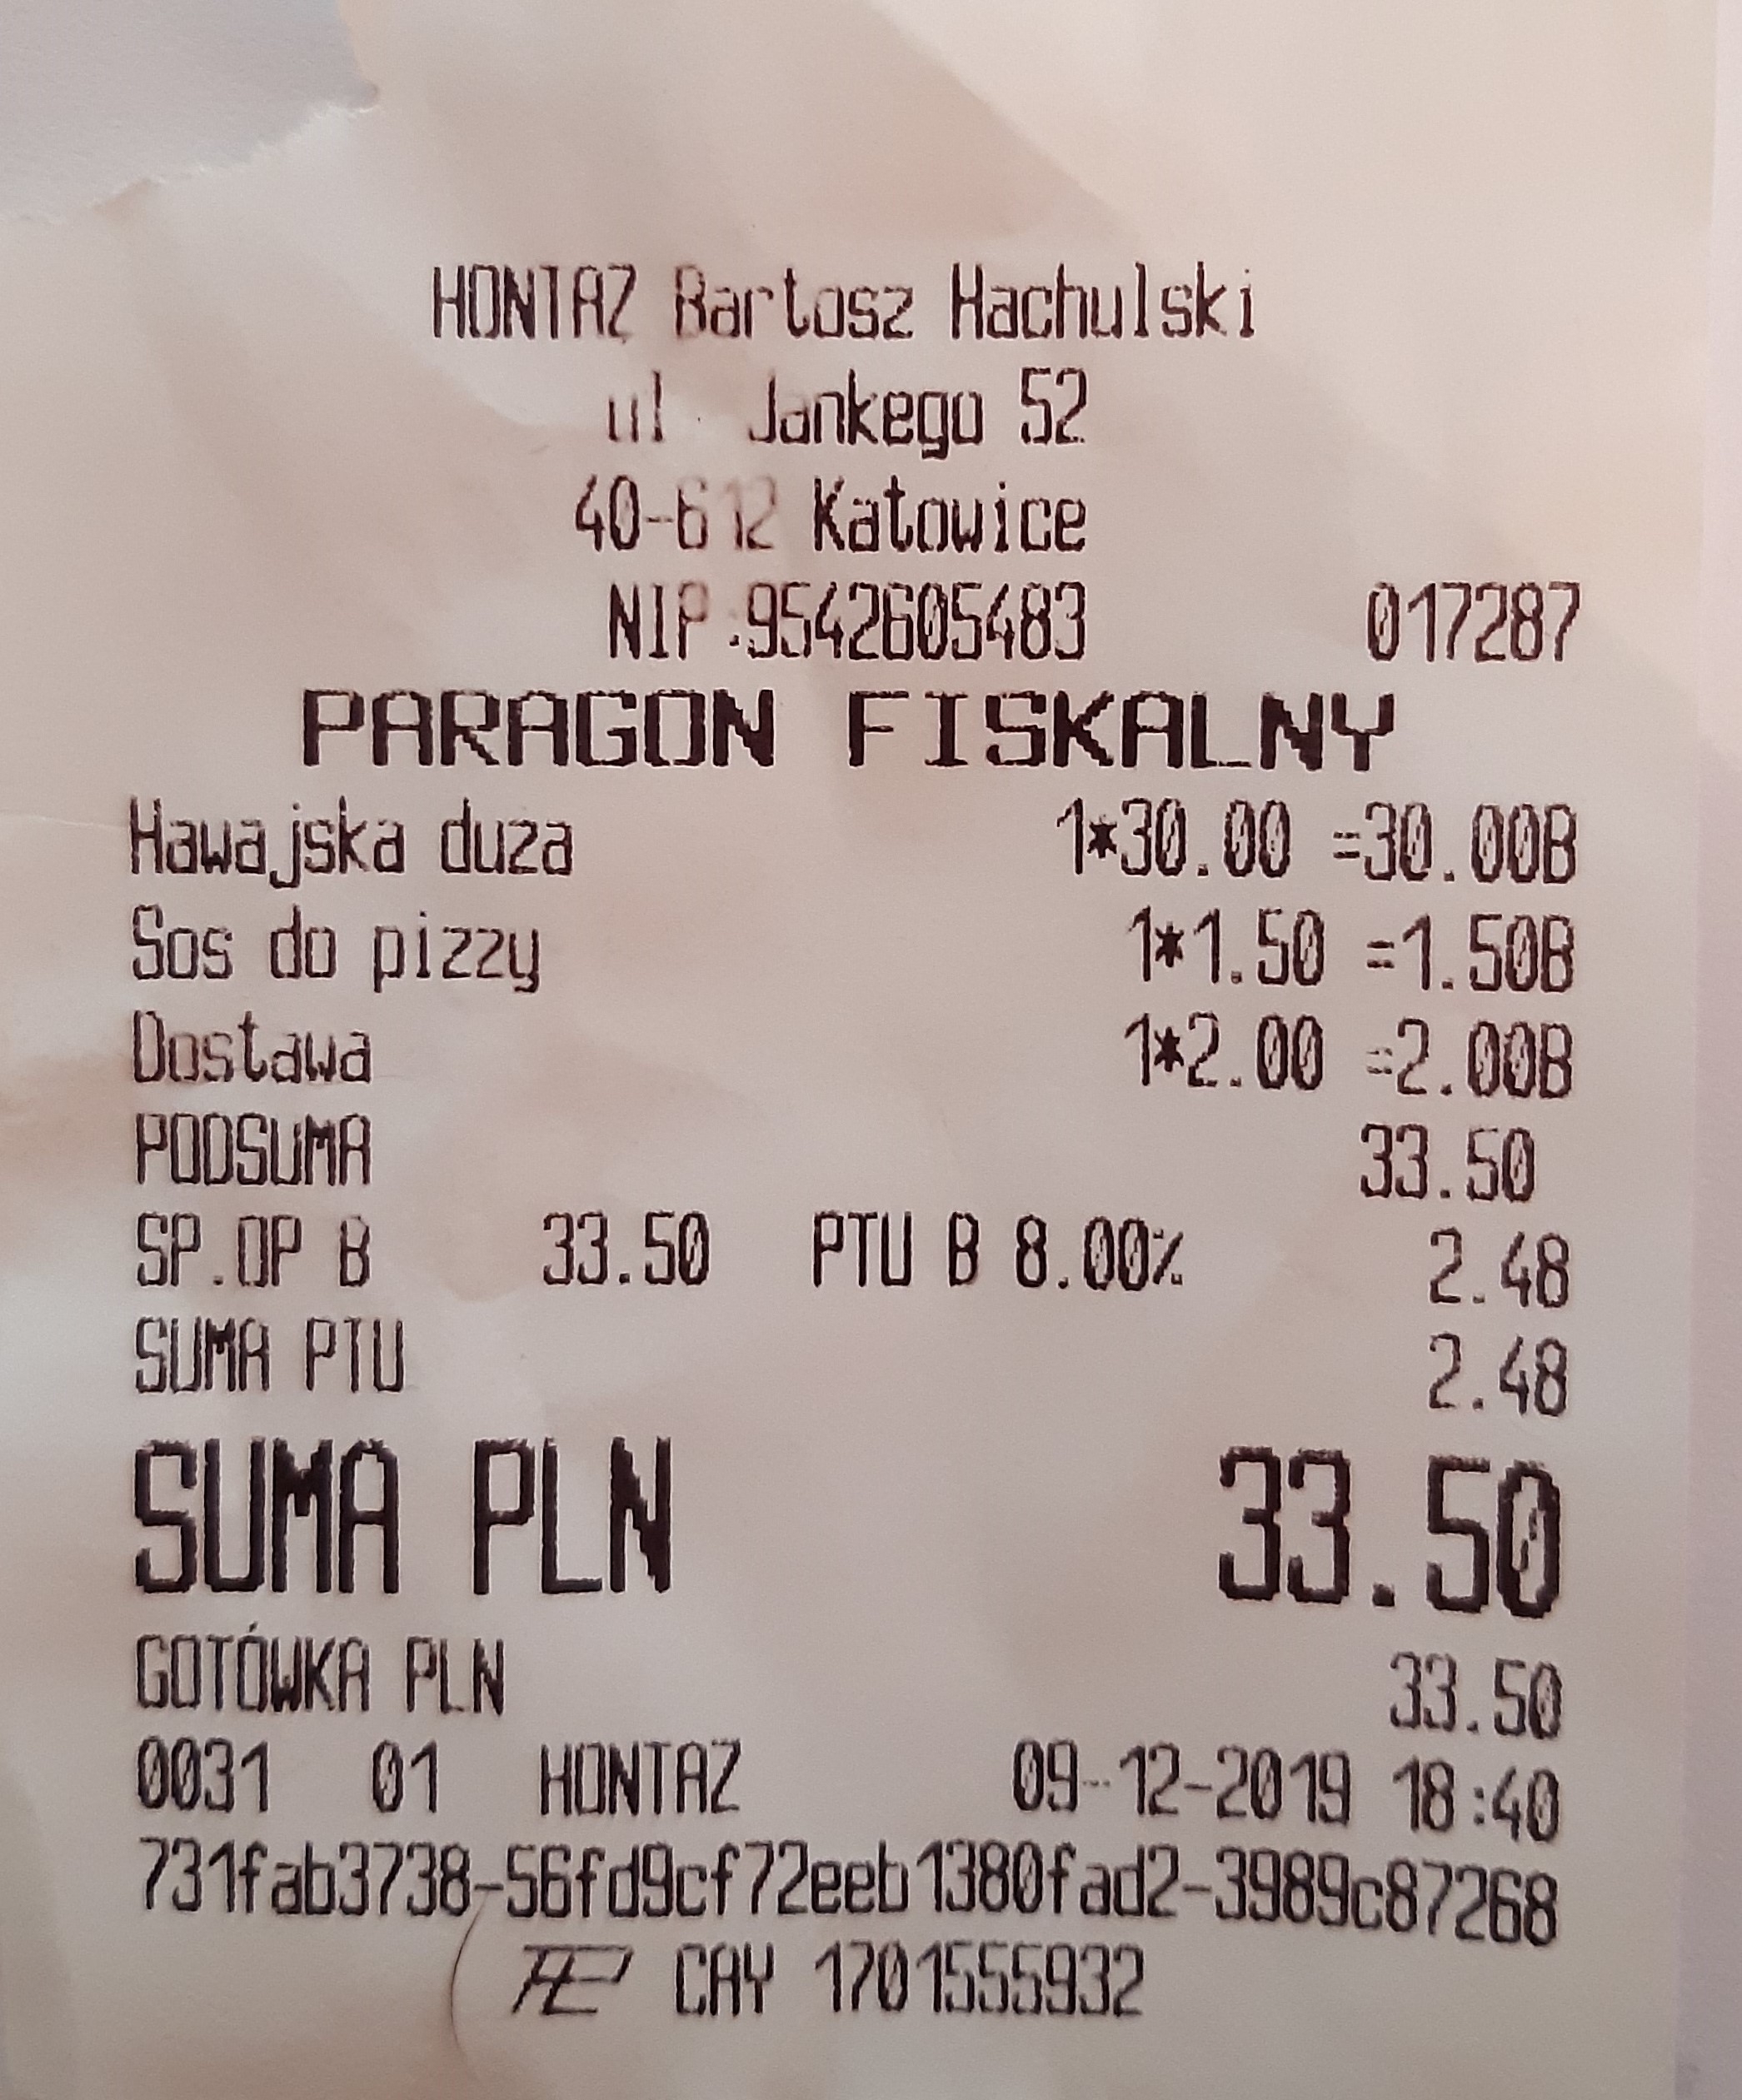 HONTAZ Bartosz Hachulski
ul. Jankego 52
40-612 Katowice
NIP:9542605483 017287
PARAGON FISKALNY
Hawajska duza 1*30.00 =30.00B
Sos do pizzy 1*1.50 =1.50B
Dostawa 1*2.00 =2.00B
PODSUMA 33.50
SP.OP B 33.50 PTU B 8.00% 2.48
SUMA PTU 2.48
SUMA PLN 33.50
GOTÓWKA PLN 33.50
0031 01 HONTAZ 09-12-2019 18:40
731fab3738-56fd9cf72eeb1380fad2-3989c87268
CAY 1701555932